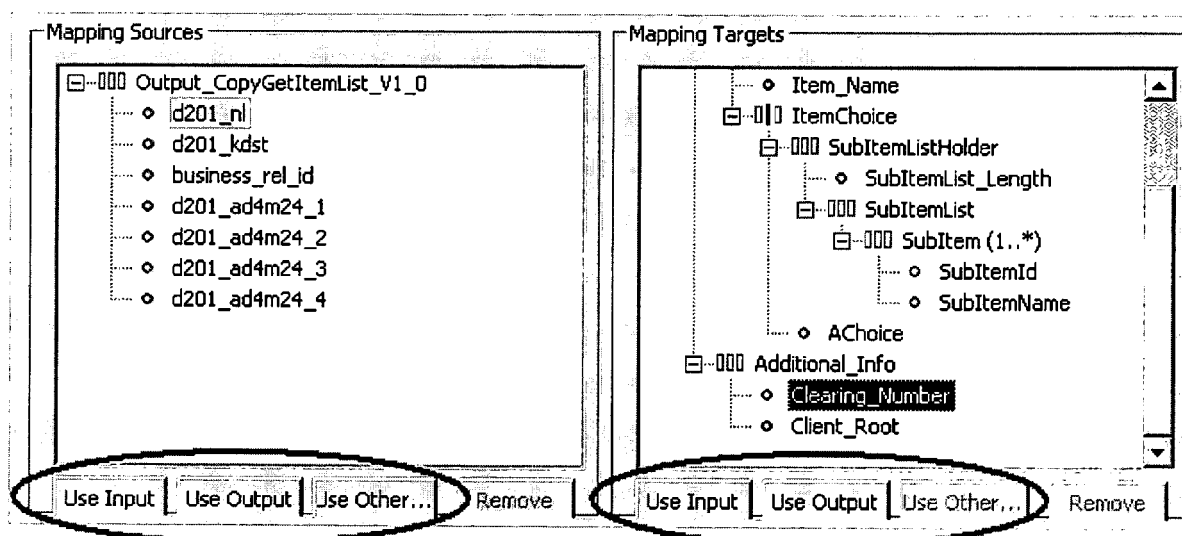 Mapping Sources
Output_CopyGetItemList_V1_0
d201_nl
d201_kdst
business_rel_id
d201_ad4m24_1
d201_ad4m24_2
d201_ad4m24_3
d201_ad4m24_4
Use Input Use Output Use Other... Remove
Mapping Targets
Item_Name
ItemChoice
SubItemListHolder
SubItemList_Length
SubItemList
SubItem (1..*)
SubItemId
SubItemName
AChoice
Additional_Info
Clearing_Number
Client_Root
Use Input Use Output Use Other... Remove